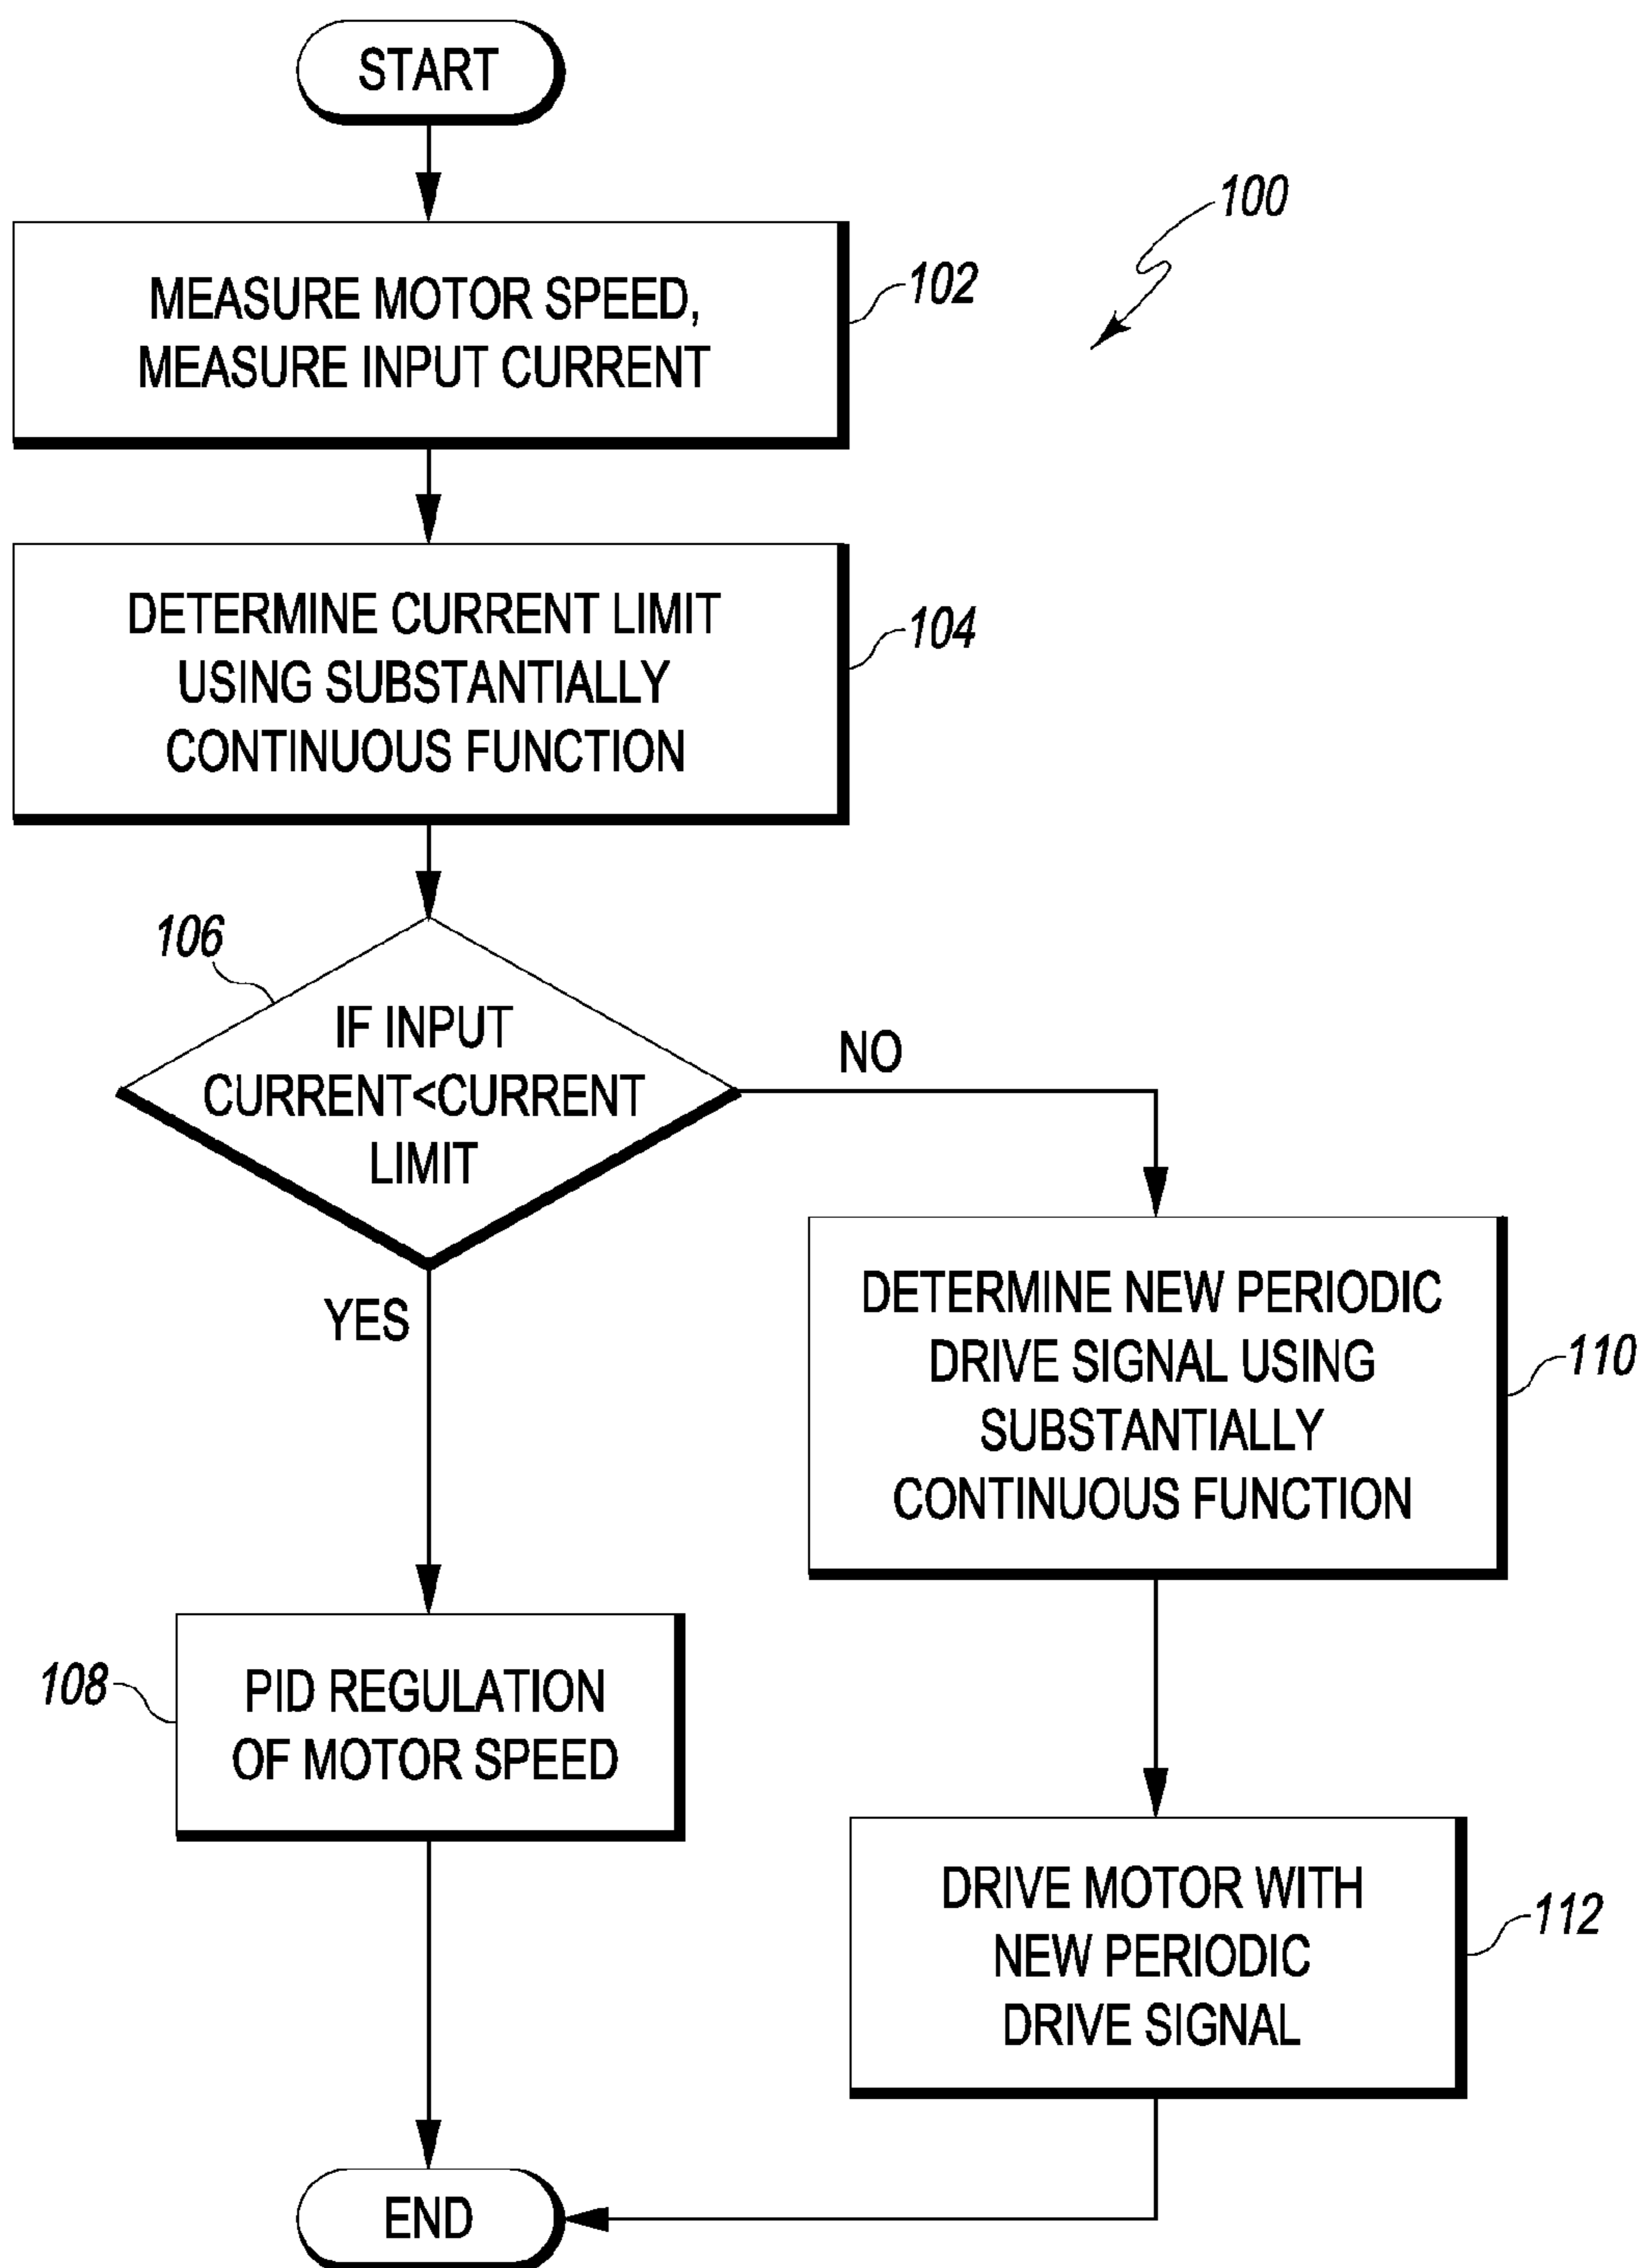 START
100
MEASURE MOTOR SPEED,
MEASURE INPUT CURRENT
102
DETERMINE CURRENT LIMIT
USING SUBSTANTIALLY
CONTINUOUS FUNCTION
104
106
IF INPUT
CURRENT<CURRENT
LIMIT
NO
YES
DETERMINE NEW PERIODIC
DRIVE SIGNAL USING
SUBSTANTIALLY
CONTINUOUS FUNCTION
110
108
PID REGULATION
OF MOTOR SPEED
DRIVE MOTOR WITH
NEW PERIODIC
DRIVE SIGNAL
112
END